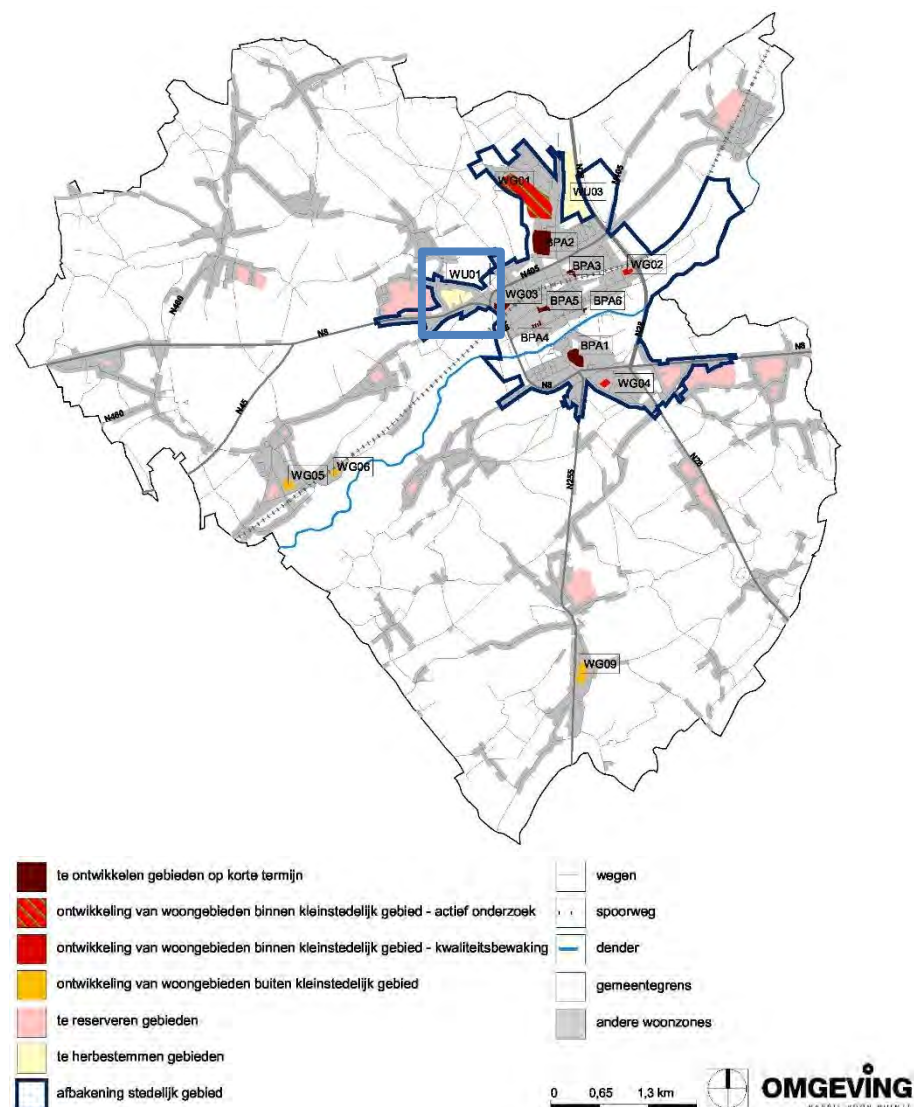 WG01
WU03
N405
BPA2
WU01
N405
BPA3
WG02
WG03
BPA5
BPA6
N460
N8
BPA4
BPA1
N28
N8
N8
WG04
N460
N45
WG05
WG06
N255
N28
WG09
te ontwikkelen gebieden op korte termijn
ontwikkeling van woongebieden binnen kleinstedelijk gebied - actief onderzoek
ontwikkeling van woongebieden binnen kleinstedelijk gebied - kwaliteitsbewaking
ontwikkeling van woongebieden buiten kleinstedelijk gebied
te reserveren gebieden
te herbestemmen gebieden
afbakening stedelijk gebied
wegen
spoorweg
dender
gemeentegrens
andere woonzones
0 0,65 1,3 km
OMGEVING